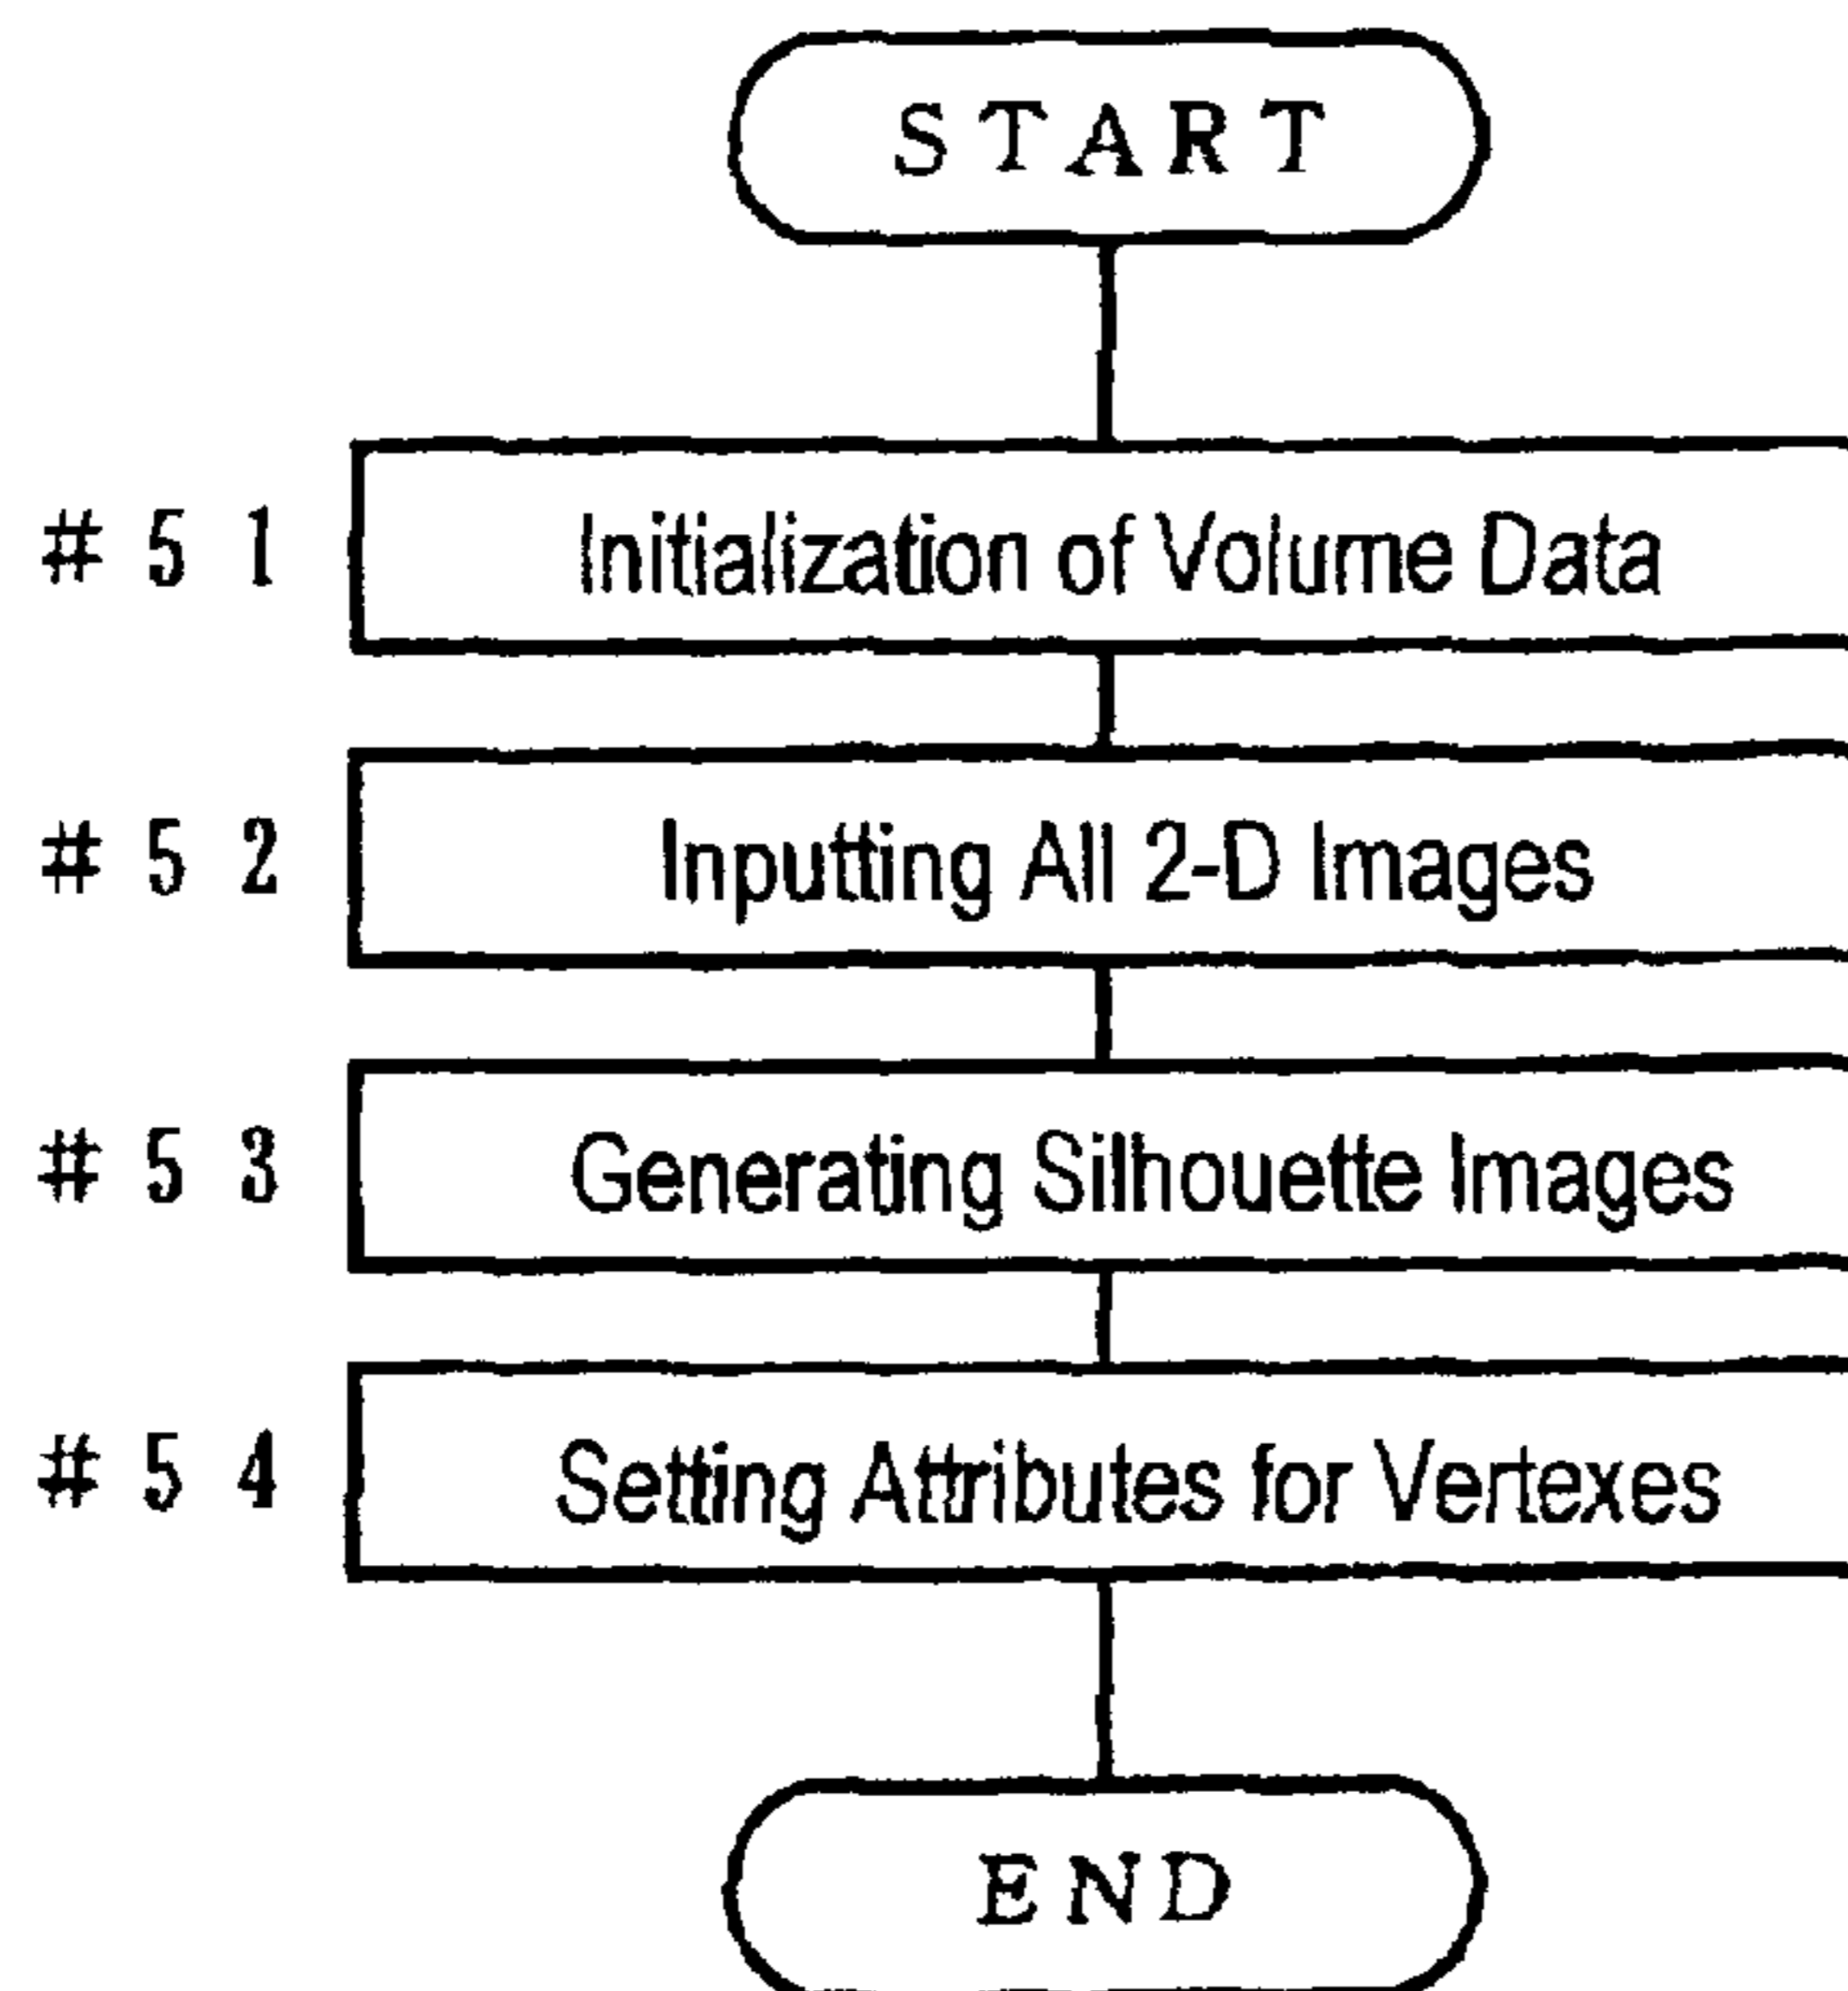 START
#51 Initialization of Volume Data
#52 Inputting All 2-D Images
#53 Generating Silhouette Images
#54 Setting Attributes for Vertexes
END